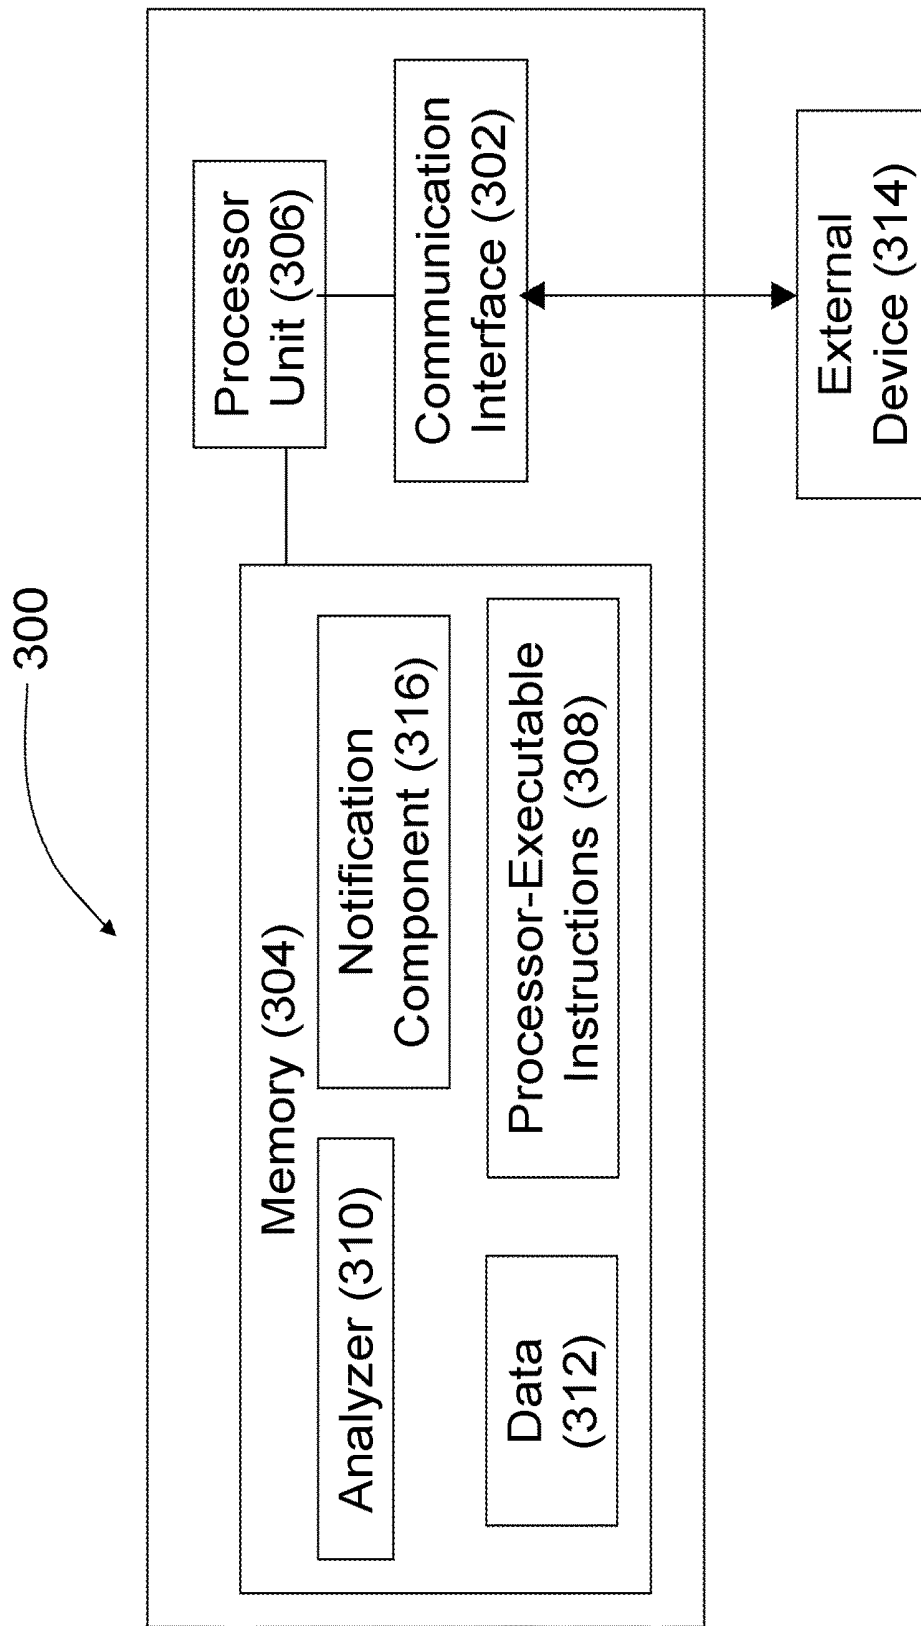 300
Memory (304)
Analyzer (310)
Notification
Component (316)
Data
(312)
Processor-Executable
Instructions (308)
Processor
Unit (306)
Communication
Interface (302)
External
Device (314)